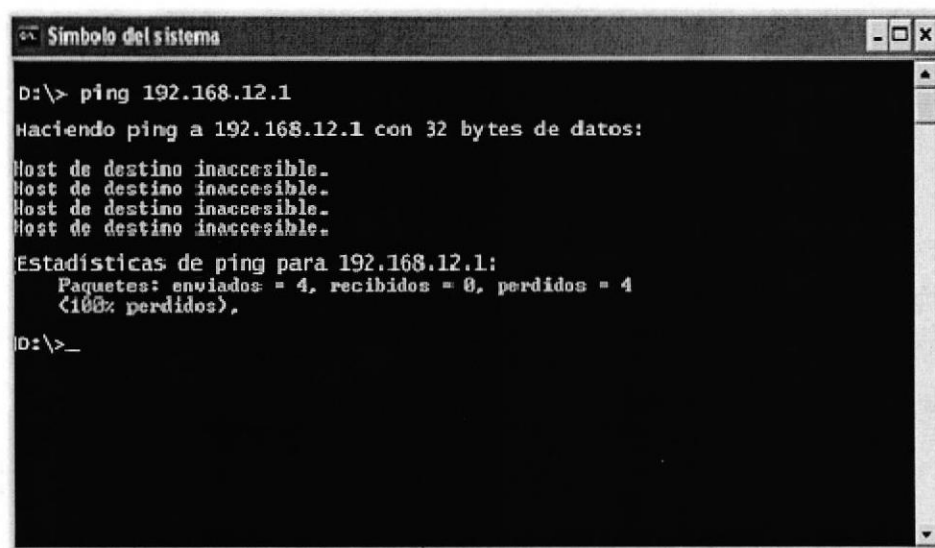 Símbolo del sistema
D:\> ping 192.168.12.1
Haciendo ping a 192.168.12.1 con 32 bytes de datos:
Host de destino inaccesible.
Host de destino inaccesible.
Host de destino inaccesible.
Host de destino inaccesible.
Estadísticas de ping para 192.168.12.1:
Paquetes: enviados = 4, recibidos = 0, perdidos = 4
(100% perdidos),
D:\>_